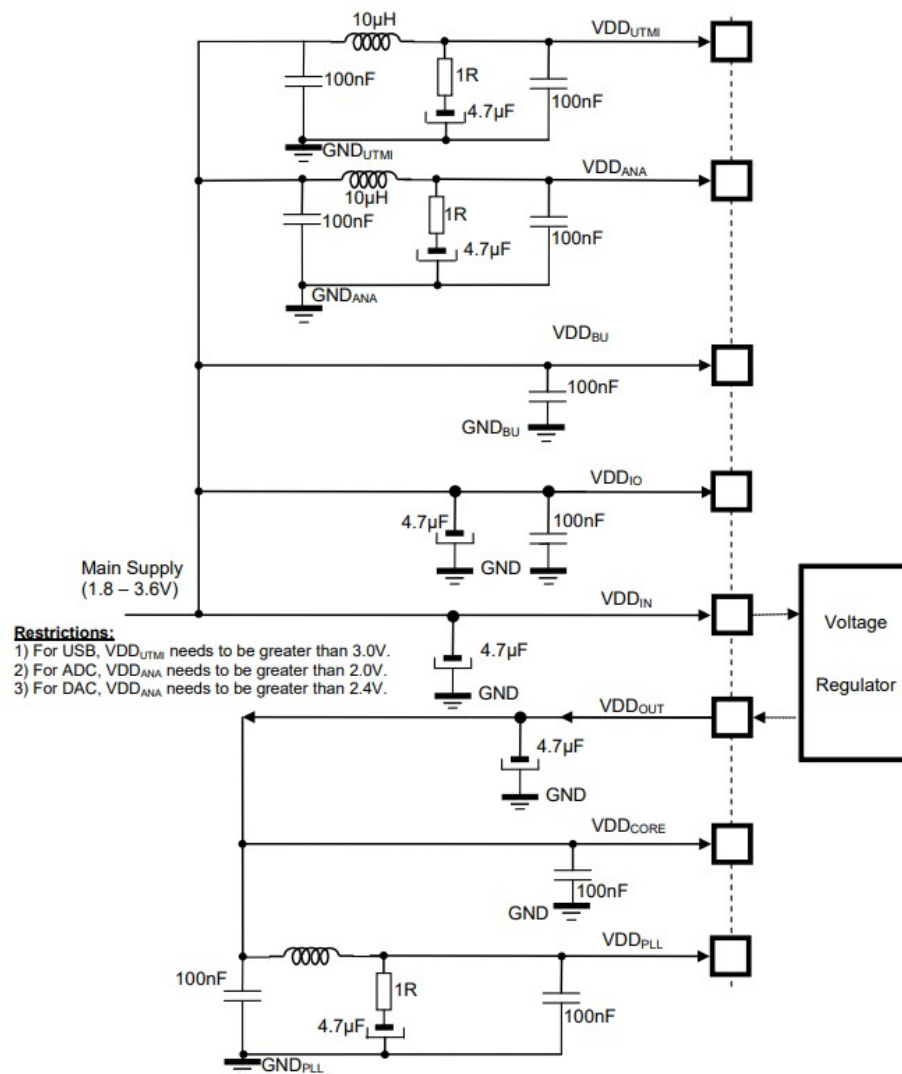 10µH
VDDUTMI
100nF
1R
4.7µF
100nF
GNDUTMI
VDDANA
10µH
100nF
1R
4.7µF
100nF
GNDANA
VDDBU
100nF
GNDBU
VDDIO
4.7µF
100nF
GND
Main Supply
(1.8 – 3.6V)
VDDIN
Voltage
Regulator
Restrictions:
1) For USB, VDDUTMI needs to be greater than 3.0V.
2) For ADC, VDDANA needs to be greater than 2.0V.
3) For DAC, VDDANA needs to be greater than 2.4V.
4.7µF
GND
VDDOUT
4.7µF
GND
VDDCORE
100nF
GND
VDDPLL
100nF
1R
4.7µF
100nF
GNDPLL